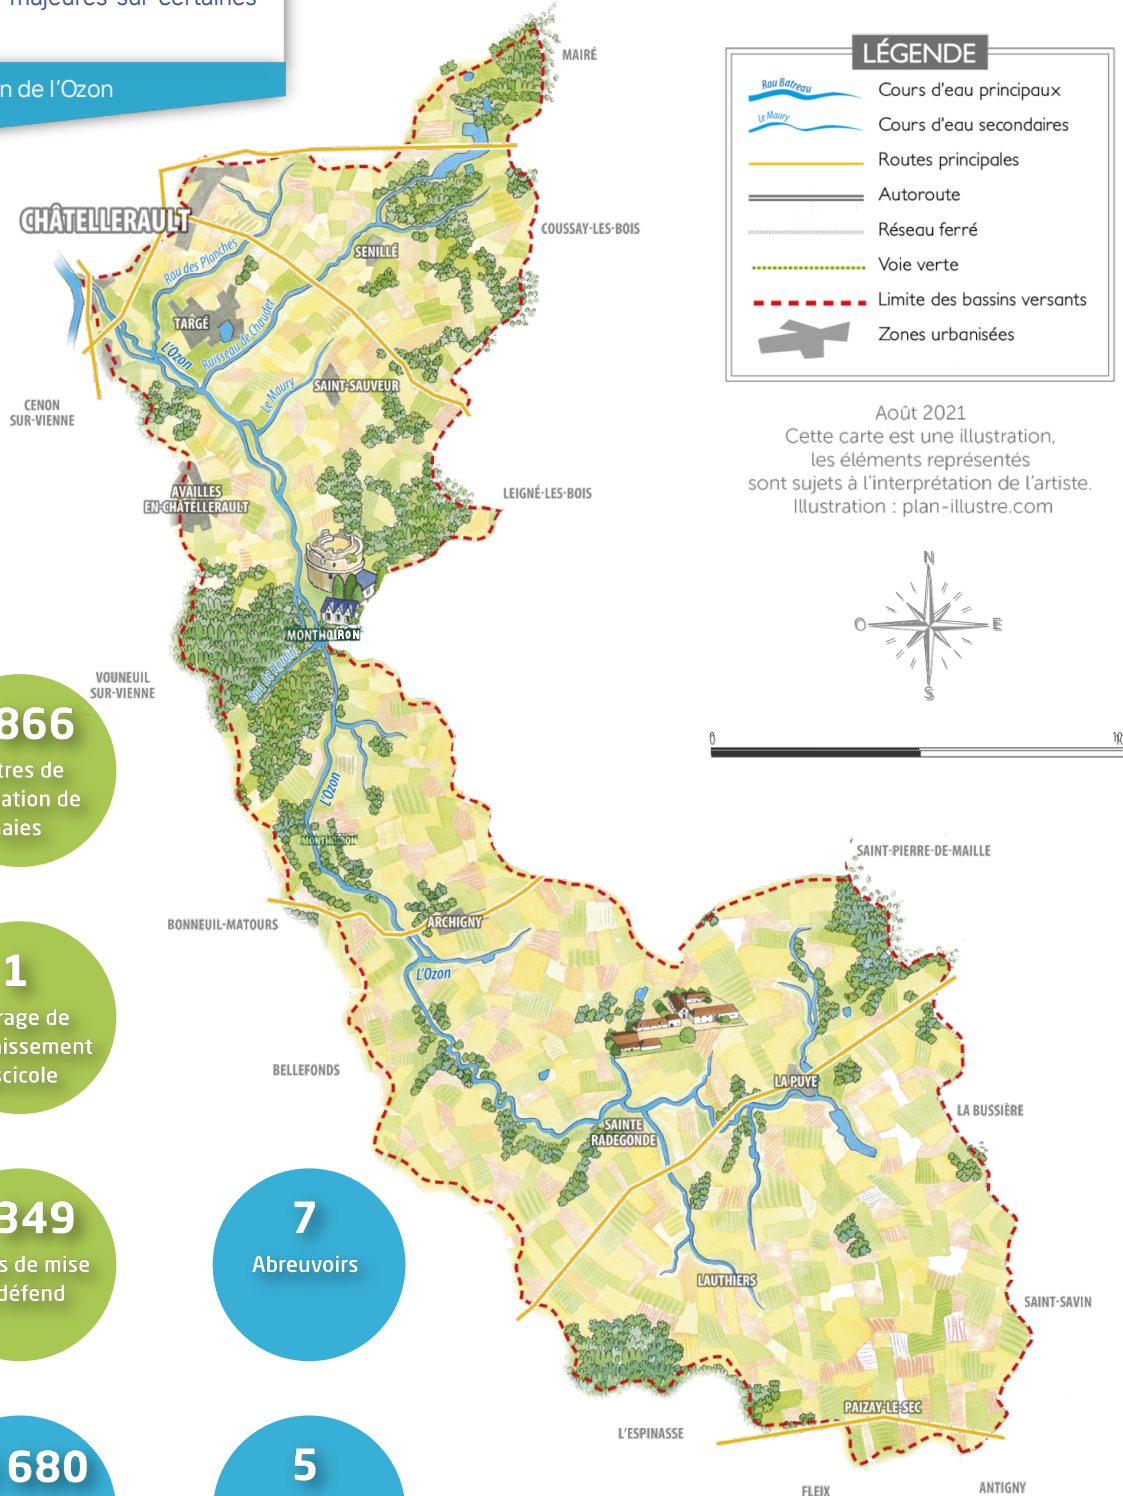 majeures sur certaines
n de l'Ozon
MAIRÉ
LÉGENDE
Rau Batreau
Cours d'eau principaux
Le Maury
Cours d'eau secondaires
Routes principales
Autoroute
Réseau ferré
Voie verte
Limite des bassins versants
Zones urbanisées
CHÂTELLERAULT
COUSSAY-LES-BOIS
SENILLÉ
Rau des Planches
TARGÉ
L'Ozon
Ruisseau de Chaudet
Le Maury
SAINT-SAUVEUR
CENON
SUR-VIENNE
Août 2021
Cette carte est une illustration,
les éléments représentés
sont sujets à l'interprétation de l'artiste.
Illustration : plan-illustre.com
AVAILLES
EN-CHÂTELLERAULT
LEIGNÉ-LES-BOIS
N
O
E
S
MONTHOIRON
Rau de
VOUNEUIL
SUR-VIENNE
866
tres de
ation de
aies
0
10
L'Ozon
MONTHOIRON
SAINT-PIERRE-DE-MAILLE
BONNEUIL-MATOURS
ARCHIGNY
L'Ozon
1
rage de
nissement
scicole
BELLEFONDS
LA PUYE
LA BUSSIÈRE
SAINTE
RADEGONDE
349
s de mise
défend
7
Abreuvoirs
LAUTHIERS
SAINT-SAVIN
PAIZAY-LE-SEC
L'ESPINASSE
680
5
FLEIX
ANTIGNY